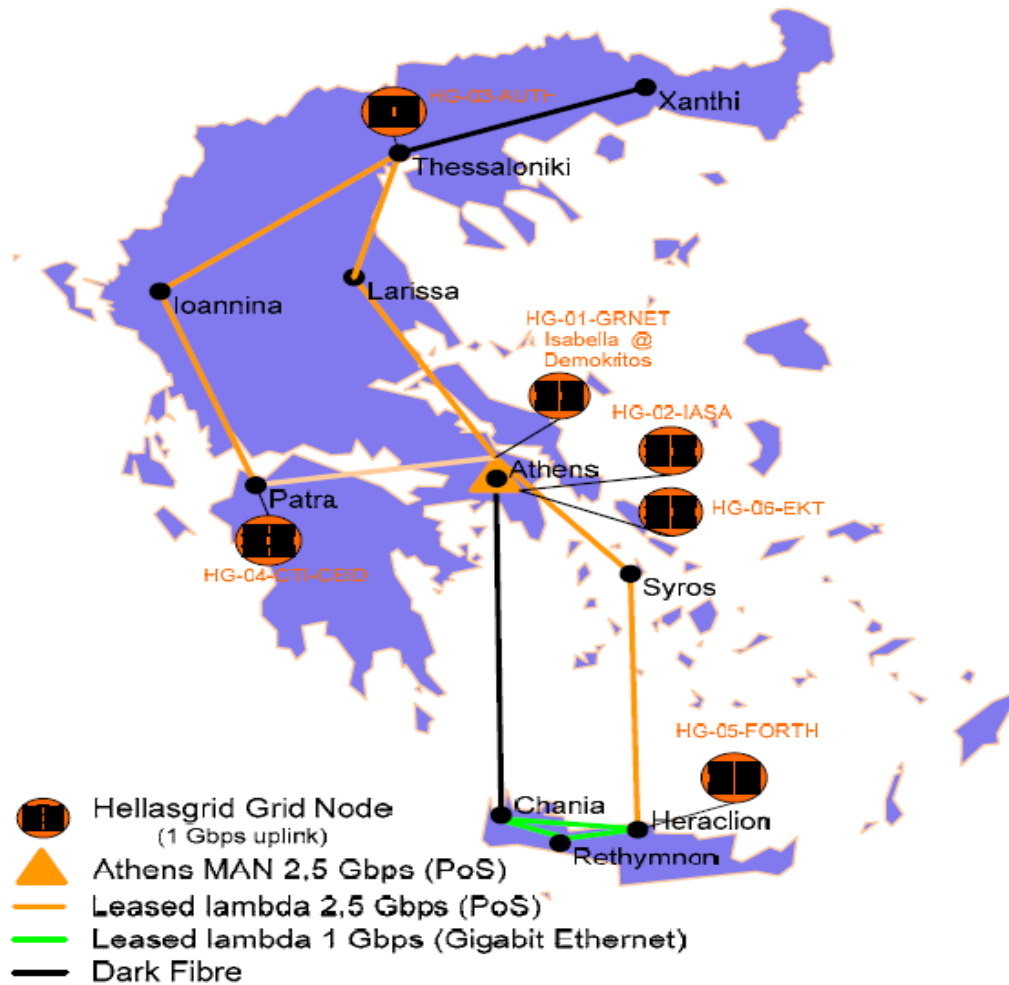 HG-03-AUTH
Xanthi
Thessaloniki
Ioannina
Larissa
HG-01-GRNET
Isabella @
Demokritos
HG-02-IASA
Athens
HG-06-EKT
Patra
HG-04-CTI-CEID
Syros
HG-05-FORTH
Chania
Heraclion
Rethymnon
Hellasgrid Grid Node
(1 Gbps uplink)
Athens MAN 2,5 Gbps (PoS)
Leased lambda 2,5 Gbps (PoS)
Leased lambda 1 Gbps (Gigabit Ethernet)
Dark Fibre